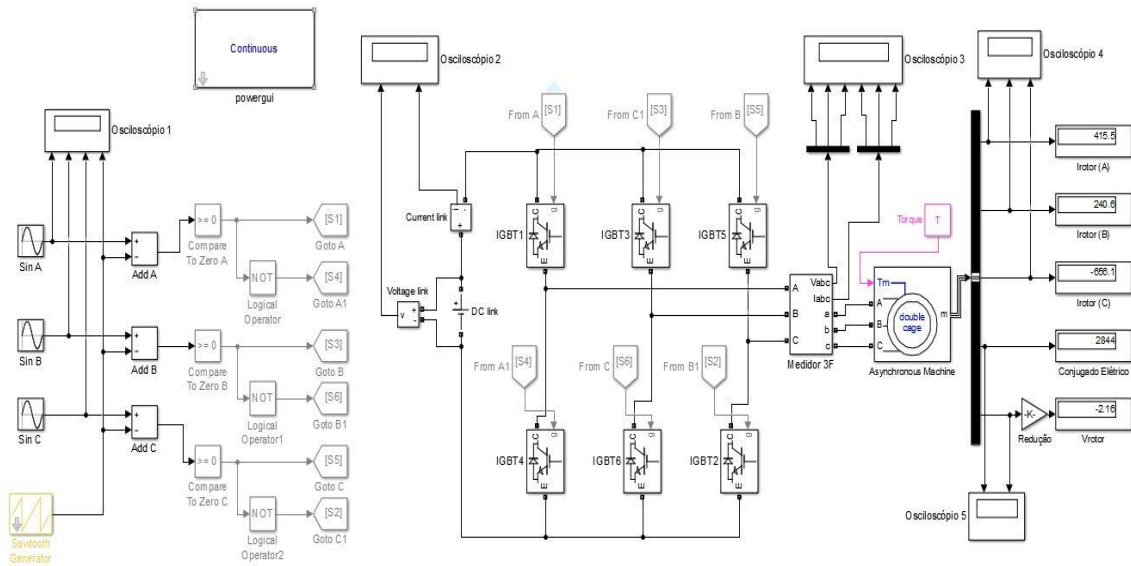 Continuous
powergui
Osciloscópio 1
Sin A
Add A
>= 0
Compare
To Zero A
[S1]
Goto A
NOT
Logical
Operator
[S4]
Goto A1
Sin B
Add B
>= 0
Compare
To Zero B
[S3]
Goto B
NOT
Logical
Operator1
[S6]
Goto B1
Sin C
Add C
>= 0
Compare
To Zero C
[S5]
Goto C
NOT
Logical
Operator2
[S2]
Goto C1
Sawtooth
Generator
Osciloscópio 2
Current link
Voltage link
v
DC link
From A
[S1]
From C1
[S3]
From B
[S5]
g
C
E
IGBT1
g
C
E
IGBT3
g
C
E
IGBT5
From A1
[S4]
From C
[S6]
From B1
[S2]
g
C
E
IGBT4
g
C
E
IGBT6
g
C
E
IGBT2
Osciloscópio 3
A
B
C
Vabc
Iabc
a
b
c
Medidor 3F
Torque
T
Tm
A
B
C
double
cage
m
Asynchronous Machine
Osciloscópio 4
415.5
Irotor (A)
240.6
Irotor (B)
-656.1
Irotor (C)
2844
Conjugado Elétrico
-K-
Redução
-2.16
Vrotor
Osciloscópio 5